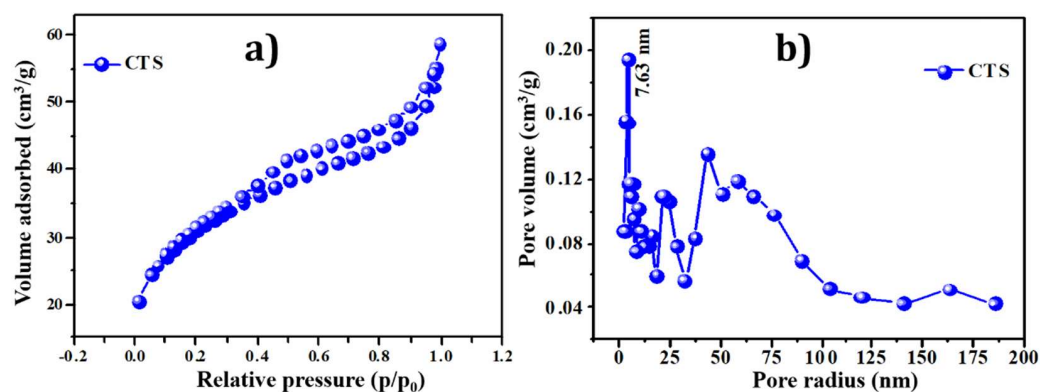 a)
CTS
Volume adsorbed (cm³/g)
60
50
40
30
20
-0.2 0.0 0.2 0.4 0.6 0.8 1.0 1.2
Relative pressure (p/p₀)
b)
7.63 nm
CTS
Pore volume (cm³/g)
0.20
0.16
0.12
0.08
0.04
0 25 50 75 100 125 150 175 200
Pore radius (nm)